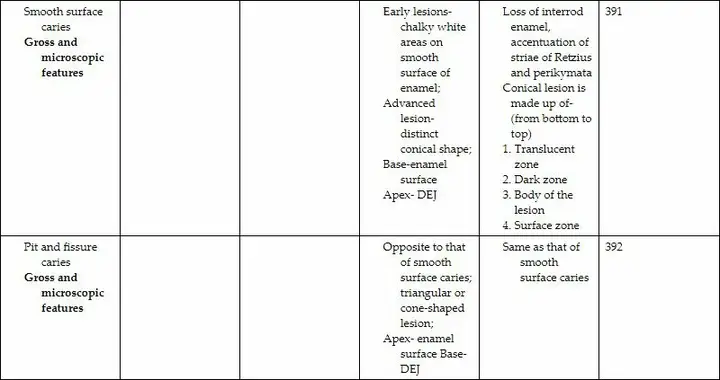 Smooth surface
caries
Gross and
microscopic
features
Early lesions-
chalky white
areas on
smooth
surface of
enamel;
Advanced
lesion-
distinct
conical shape;
Base-enamel
surface
Apex- DEJ
Loss of interrod
enamel,
accentuation of
striae of Retzius
and perikymata
Conical lesion is
made up of-
(from bottom to
top)
1. Translucent
zone
2. Dark zone
3. Body of the
lesion
4. Surface zone
391
Pit and fissure
caries
Gross and
microscopic
features
Opposite to that
of smooth
surface caries;
triangular or
cone-shaped
lesion;
Apex- enamel
surface Base-
DEJ
Same as that of
smooth
surface caries
392